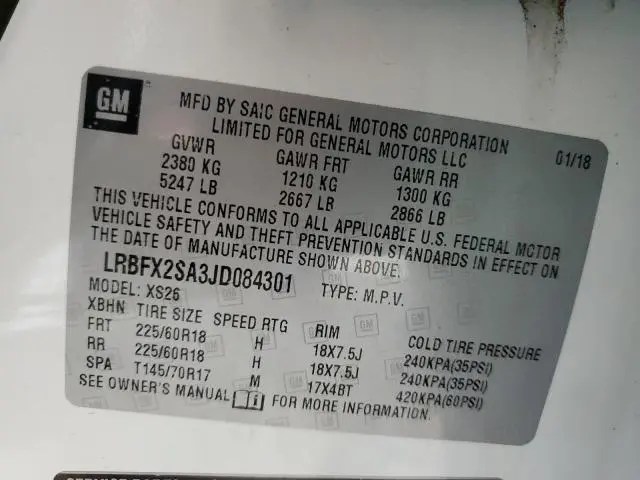 GM
MFD BY SAIC GENERAL MOTORS CORPORATION
LIMITED FOR GENERAL MOTORS LLC 01/18
GVWR GAWR FRT GAWR RR
2380 KG 1210 KG 1300 KG
5247 LB 2667 LB 2866 LB
THIS VEHICLE CONFORMS TO ALL APPLICABLE U.S. FEDERAL MOTOR
VEHICLE SAFETY AND THEFT PREVENTION STANDARDS IN EFFECT ON
THE DATE OF MANUFACTURE SHOWN ABOVE.
LRBFX2SA3JD084301 TYPE: M.P.V.
MODEL: XS26
XBHN TIRE SIZE SPEED RTG RIM COLD TIRE PRESSURE
FRT 225/60R18 H 18X7.5J 240KPA(35PSI)
RR 225/60R18 H 18X7.5J 240KPA(35PSI)
SPA T145/70R17 M 17X4BT 420KPA(60PSI)
SEE OWNER'S MANUAL FOR MORE INFORMATION.